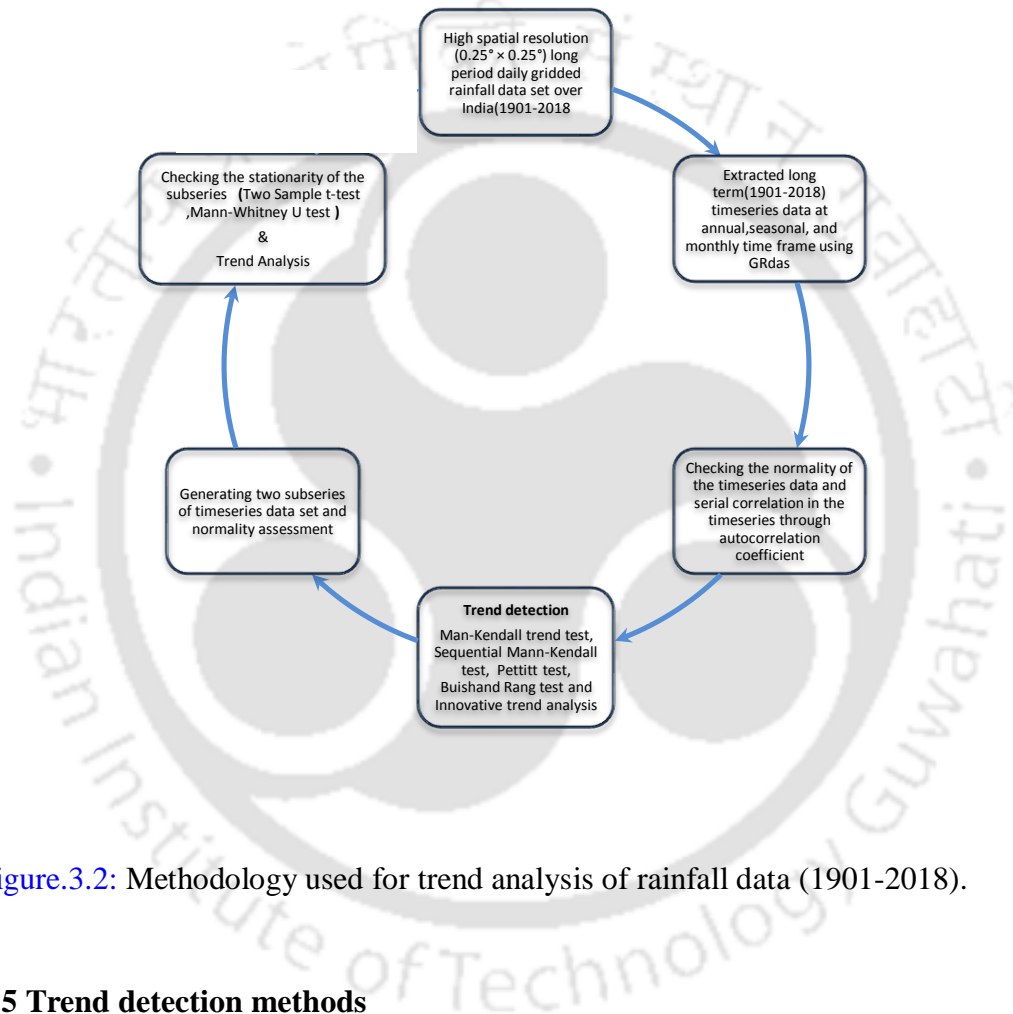 High spatial resolution
(0.25° × 0.25°) long
period daily gridded
rainfall data set over
India(1901-2018
Extracted long
term(1901-2018)
timeseries data at
annual,seasonal, and
monthly time frame using
GRdas
Checking the normality of
the timeseries data and
serial correlation in the
timeseries through
autocorrelation
coefficient
Trend detection
Man-Kendall trend test,
Sequential Mann-Kendall
test, Pettitt test,
Buishand Rang test and
Innovative trend analysis
Generating two subseries
of timeseries data set and
normality assessment
Checking the stationarity of the
subseries (Two Sample t-test
,Mann-Whitney U test )
&
Trend Analysis
igure.3.2: Methodology used for trend analysis of rainfall data (1901-2018).
5 Trend detection methods
Indian Institute of Technology Guwahati